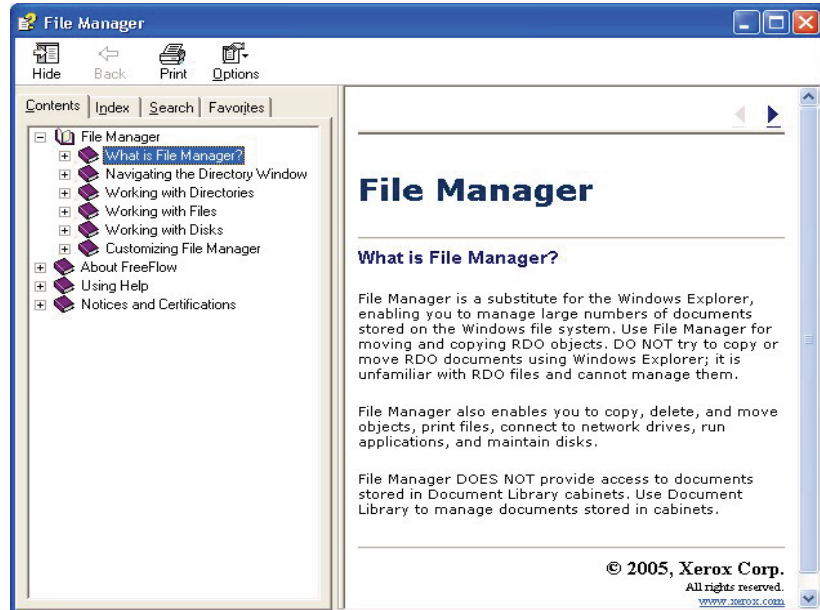 File Manager
Hide Back Print Options
Contents Index Search Favorites
File Manager
What is File Manager?
Navigating the Directory Window
Working with Directories
Working with Files
Working with Disks
Customizing File Manager
About FreeFlow
Using Help
Notices and Certifications
File Manager
What is File Manager?
File Manager is a substitute for the Windows Explorer,
enabling you to manage large numbers of documents
stored on the Windows file system. Use File Manager for
moving and copying RDO objects. DO NOT try to copy or
move RDO documents using Windows Explorer; it is
unfamiliar with RDO files and cannot manage them.
File Manager also enables you to copy, delete, and move
objects, print files, connect to network drives, run
applications, and maintain disks.
File Manager DOES NOT provide access to documents
stored in Document Library cabinets. Use Document
Library to manage documents stored in cabinets.
© 2005, Xerox Corp.
All rights reserved.
www.xerox.com